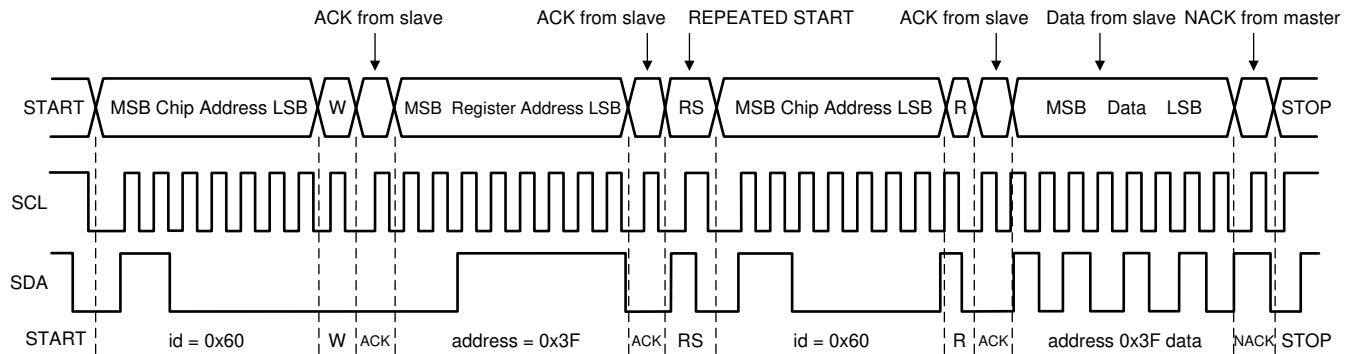 ACK from slave ACK from slave REPEATED START ACK from slave Data from slave NACK from master
START MSB Chip Address LSB W MSB Register Address LSB RS MSB Chip Address LSB R MSB Data LSB STOP
SCL
SDA
START id = 0x60 W ACK address = 0x3F ACK RS id = 0x60 R ACK address 0x3F data NACK STOP